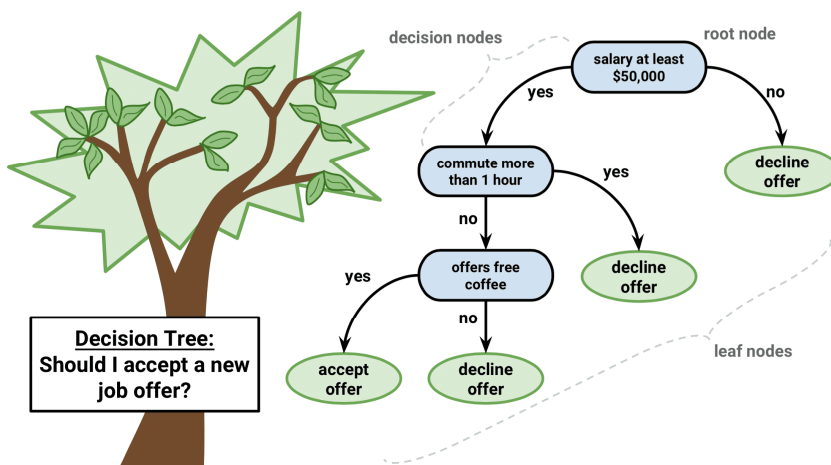 decision nodes
root node
salary at least
$50,000
yes
no
commute more
than 1 hour
yes
decline
offer
no
offers free
coffee
decline
offer
yes
no
Decision Tree:
Should I accept a new
job offer?
accept
offer
decline
offer
leaf nodes